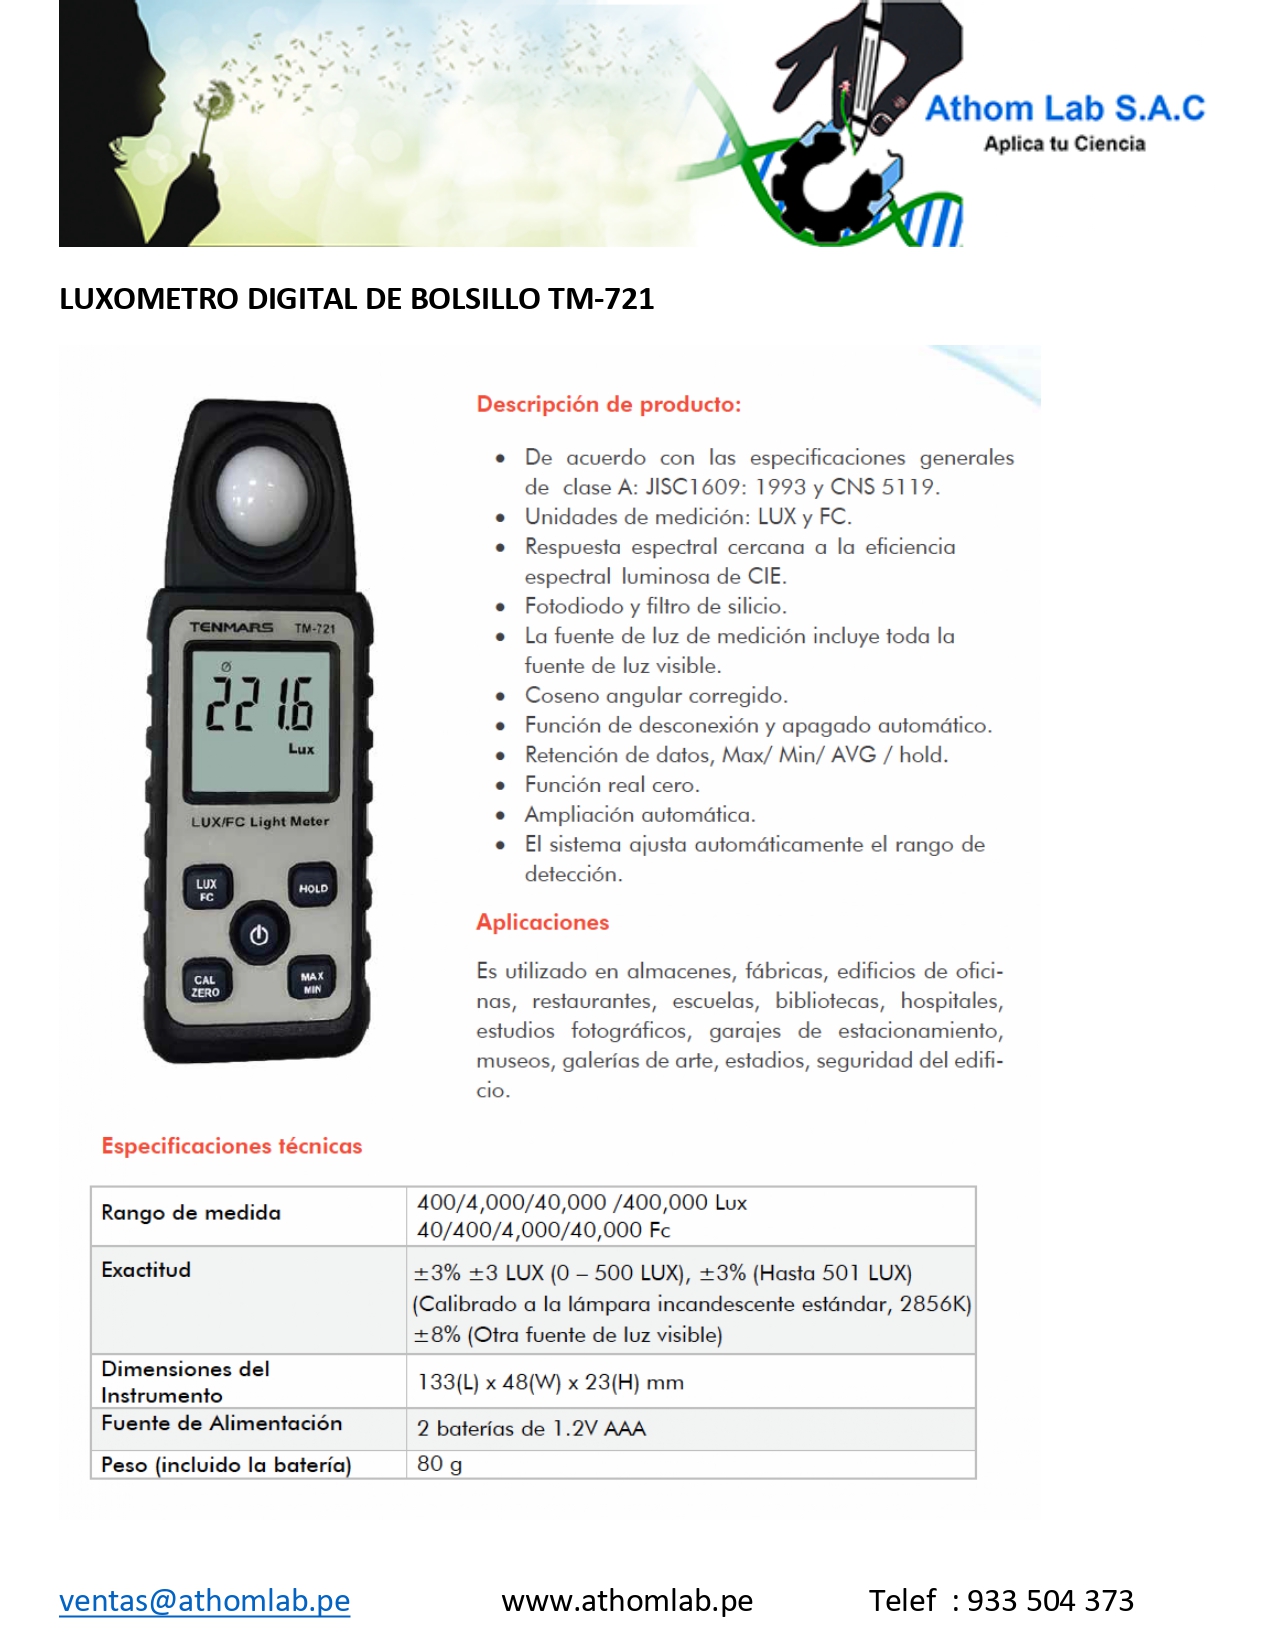 Athom Lab S.A.C
Aplica tu Ciencia
LUXOMETRO DIGITAL DE BOLSILLO TM-721
TENMARS TM-721
221.6
Lux
LUX/FC Light Meter
LUX
FC
HOLD
CAL
ZERO
MAX
MIN
Descripción de producto:
• De acuerdo con las especificaciones generales
de clase A: JISC1609: 1993 y CNS 5119.
• Unidades de medición: LUX y FC.
• Respuesta espectral cercana a la eficiencia
espectral luminosa de CIE.
• Fotodiodo y filtro de silicio.
• La fuente de luz de medición incluye toda la
fuente de luz visible.
• Coseno angular corregido.
• Función de desconexión y apagado automático.
• Retención de datos, Max/ Min/ AVG / hold.
• Función real cero.
• Ampliación automática.
• El sistema ajusta automáticamente el rango de
detección.
Aplicaciones
Es utilizado en almacenes, fábricas, edificios de ofici-
nas, restaurantes, escuelas, bibliotecas, hospitales,
estudios fotográficos, garajes de estacionamiento,
museos, galerías de arte, estadios, seguridad del edifi-
cio.
Especificaciones técnicas
Rango de medida
400/4,000/40,000 /400,000 Lux
40/400/4,000/40,000 Fc
Exactitud
±3% ±3 LUX (0 – 500 LUX), ±3% (Hasta 501 LUX)
(Calibrado a la lámpara incandescente estándar, 2856K)
±8% (Otra fuente de luz visible)
Dimensiones del
Instrumento
133(L) x 48(W) x 23(H) mm
Fuente de Alimentación
2 baterías de 1.2V AAA
Peso (incluido la batería)
80 g
ventas@athomlab.pe www.athomlab.pe Telef : 933 504 373